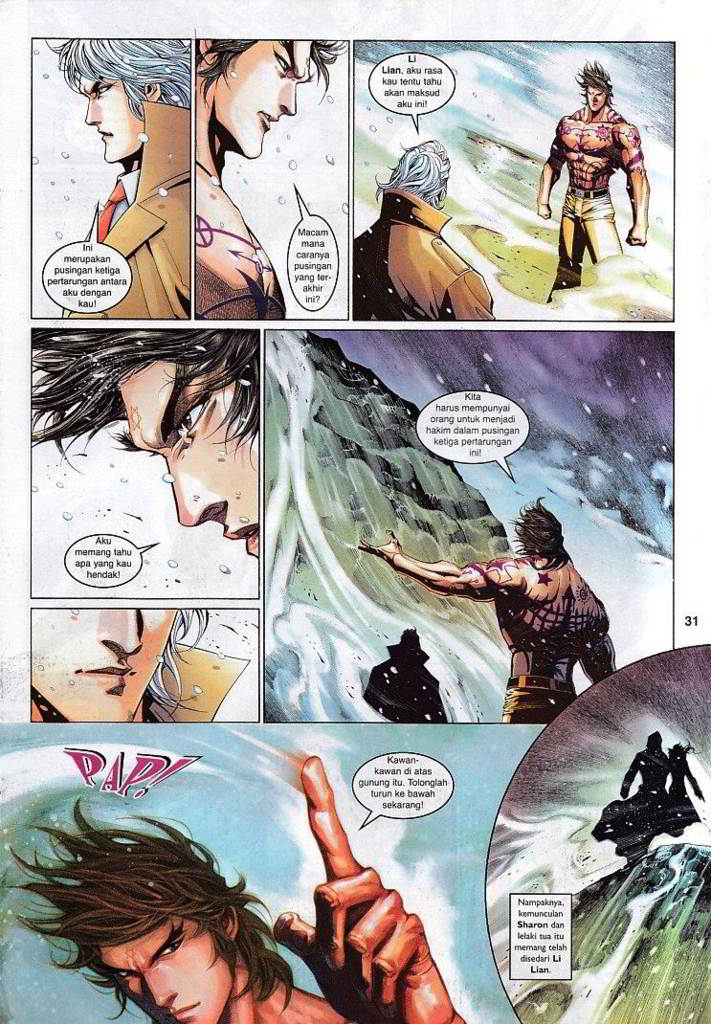 Ini
merupakan
pusingan ketiga
pertarungan antara
aku dengan
kau!
Macam
mana
caranya
pusingan
yang ter-
akhir
ini?
Li
Lian, aku rasa
kau tentu tahu
akan maksud
aku ini!
Aku
memang tahu
apa yang kau
hendak!
Kita
harus mempunyai
orang untuk menjadi
hakim dalam pusingan
ketiga pertarungan
ini!
31
PAP!
Kawan-
kawan di atas
gunung itu. Tolonglah
turun ke bawah
sekarang!
Nampaknya,
kemunculan
Sharon dan
lelaki tua itu
memang telah
disedari Li
Lian.